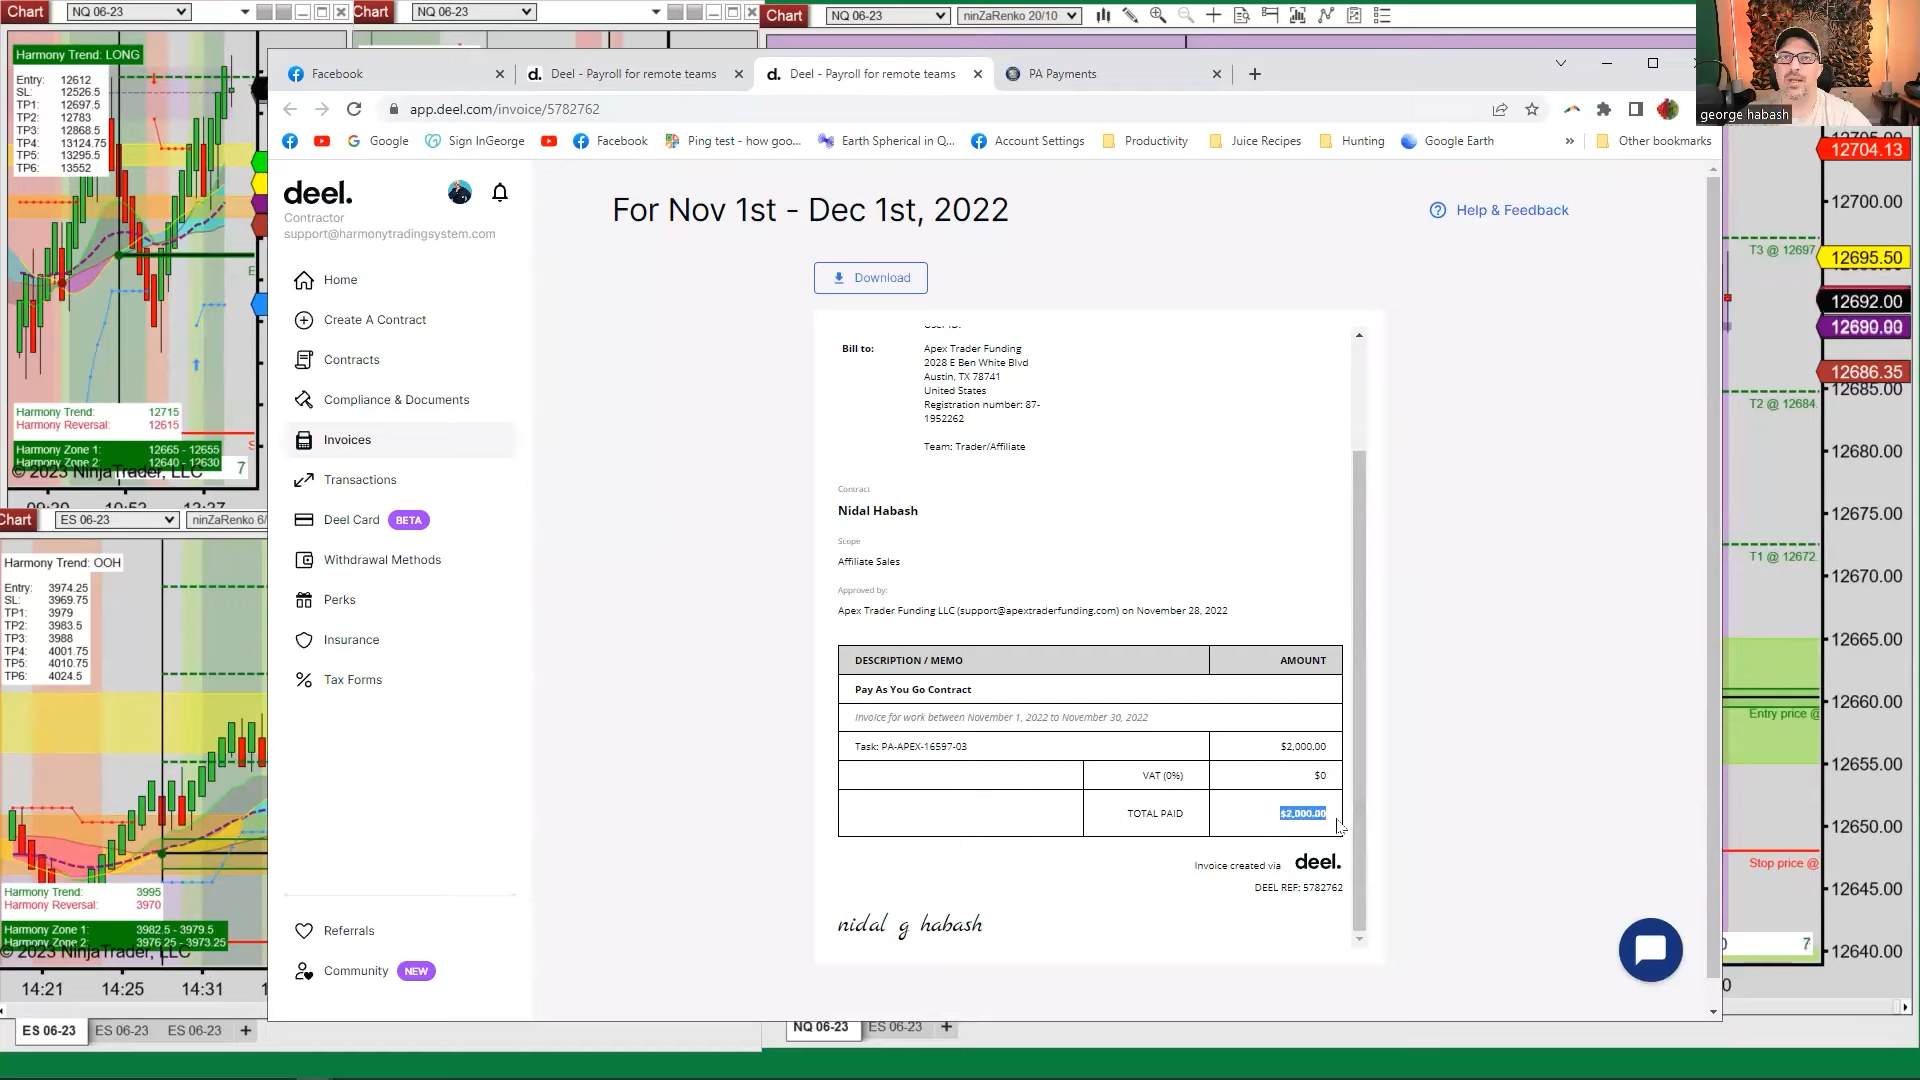 Chart
NQ 06-23
Chart
NQ 06-23
Chart
NQ 06-23
ninZaRenko 20/10
george habash
Harmony Trend: LONG
Entry: 12612
SL: 12526.5
TP1: 12697.5
TP2: 12783
TP3: 12868.5
TP4: 13124.75
TP5: 13295.5
TP6: 13552
Harmony Trend: 12715
Harmony Reversal: 12615
Harmony Zone 1: 12665 - 12655
Harmony Zone 2: 12640 - 12630
7
© 2023 NinjaTrader, LLC
Chart
ES 06-23
ninZaRenko 6/
Harmony Trend: OOH
Entry: 3974.25
SL: 3969.75
TP1: 3979
TP2: 3983.5
TP3: 3988
TP4: 4001.75
TP5: 4010.75
TP6: 4024.5
Harmony Trend: 3995
Harmony Reversal: 3970
Harmony Zone 1: 3982.5 - 3979.5
Harmony Zone 2: 3976.25 - 3973.25
© 2023 NinjaTrader, LLC
14:21
14:25
14:31
ES 06-23
ES 06-23
ES 06-23
Facebook
Deel - Payroll for remote teams
Deel - Payroll for remote teams
PA Payments
app.deel.com/invoice/5782762
Google
Sign InGeorge
Facebook
Ping test - how goo...
Earth Spherical in Q...
Account Settings
Productivity
Juice Recipes
Hunting
Google Earth
»
Other bookmarks
deel.
Contractor
support@harmonytradingsystem.com
Home
Create A Contract
Contracts
Compliance & Documents
Invoices
Transactions
Deel Card BETA
Withdrawal Methods
Perks
Insurance
Tax Forms
Referrals
Community NEW
For Nov 1st - Dec 1st, 2022
Help & Feedback
Download
Bill to:
Apex Trader Funding
2028 E Ben White Blvd
Austin, TX 78741
United States
Registration number: 87-
1952262
Team: Trader/Affiliate
Contract
Nidal Habash
Scope
Affiliate Sales
Approved by:
Apex Trader Funding LLC (support@apextraderfunding.com) on November 28, 2022
DESCRIPTION / MEMO
AMOUNT
Pay As You Go Contract
Invoice for work between November 1, 2022 to November 30, 2022
Task: PA-APEX-16597-03
$2,000.00
VAT (0%)
$0
TOTAL PAID
$2,000.00
Invoice created via deel.
DEEL REF: 5782762
nidal g habash
12704.13
12700.00
T3 @ 12697
12695.50
12692.00
12690.00
12686.35
12685.00
T2 @ 12684.
12680.00
12675.00
T1 @ 12672.
12670.00
12665.00
12660.00
Entry price @
12655.00
12650.00
Stop price @
12645.00
7
12640.00
NQ 06-23
ES 06-23